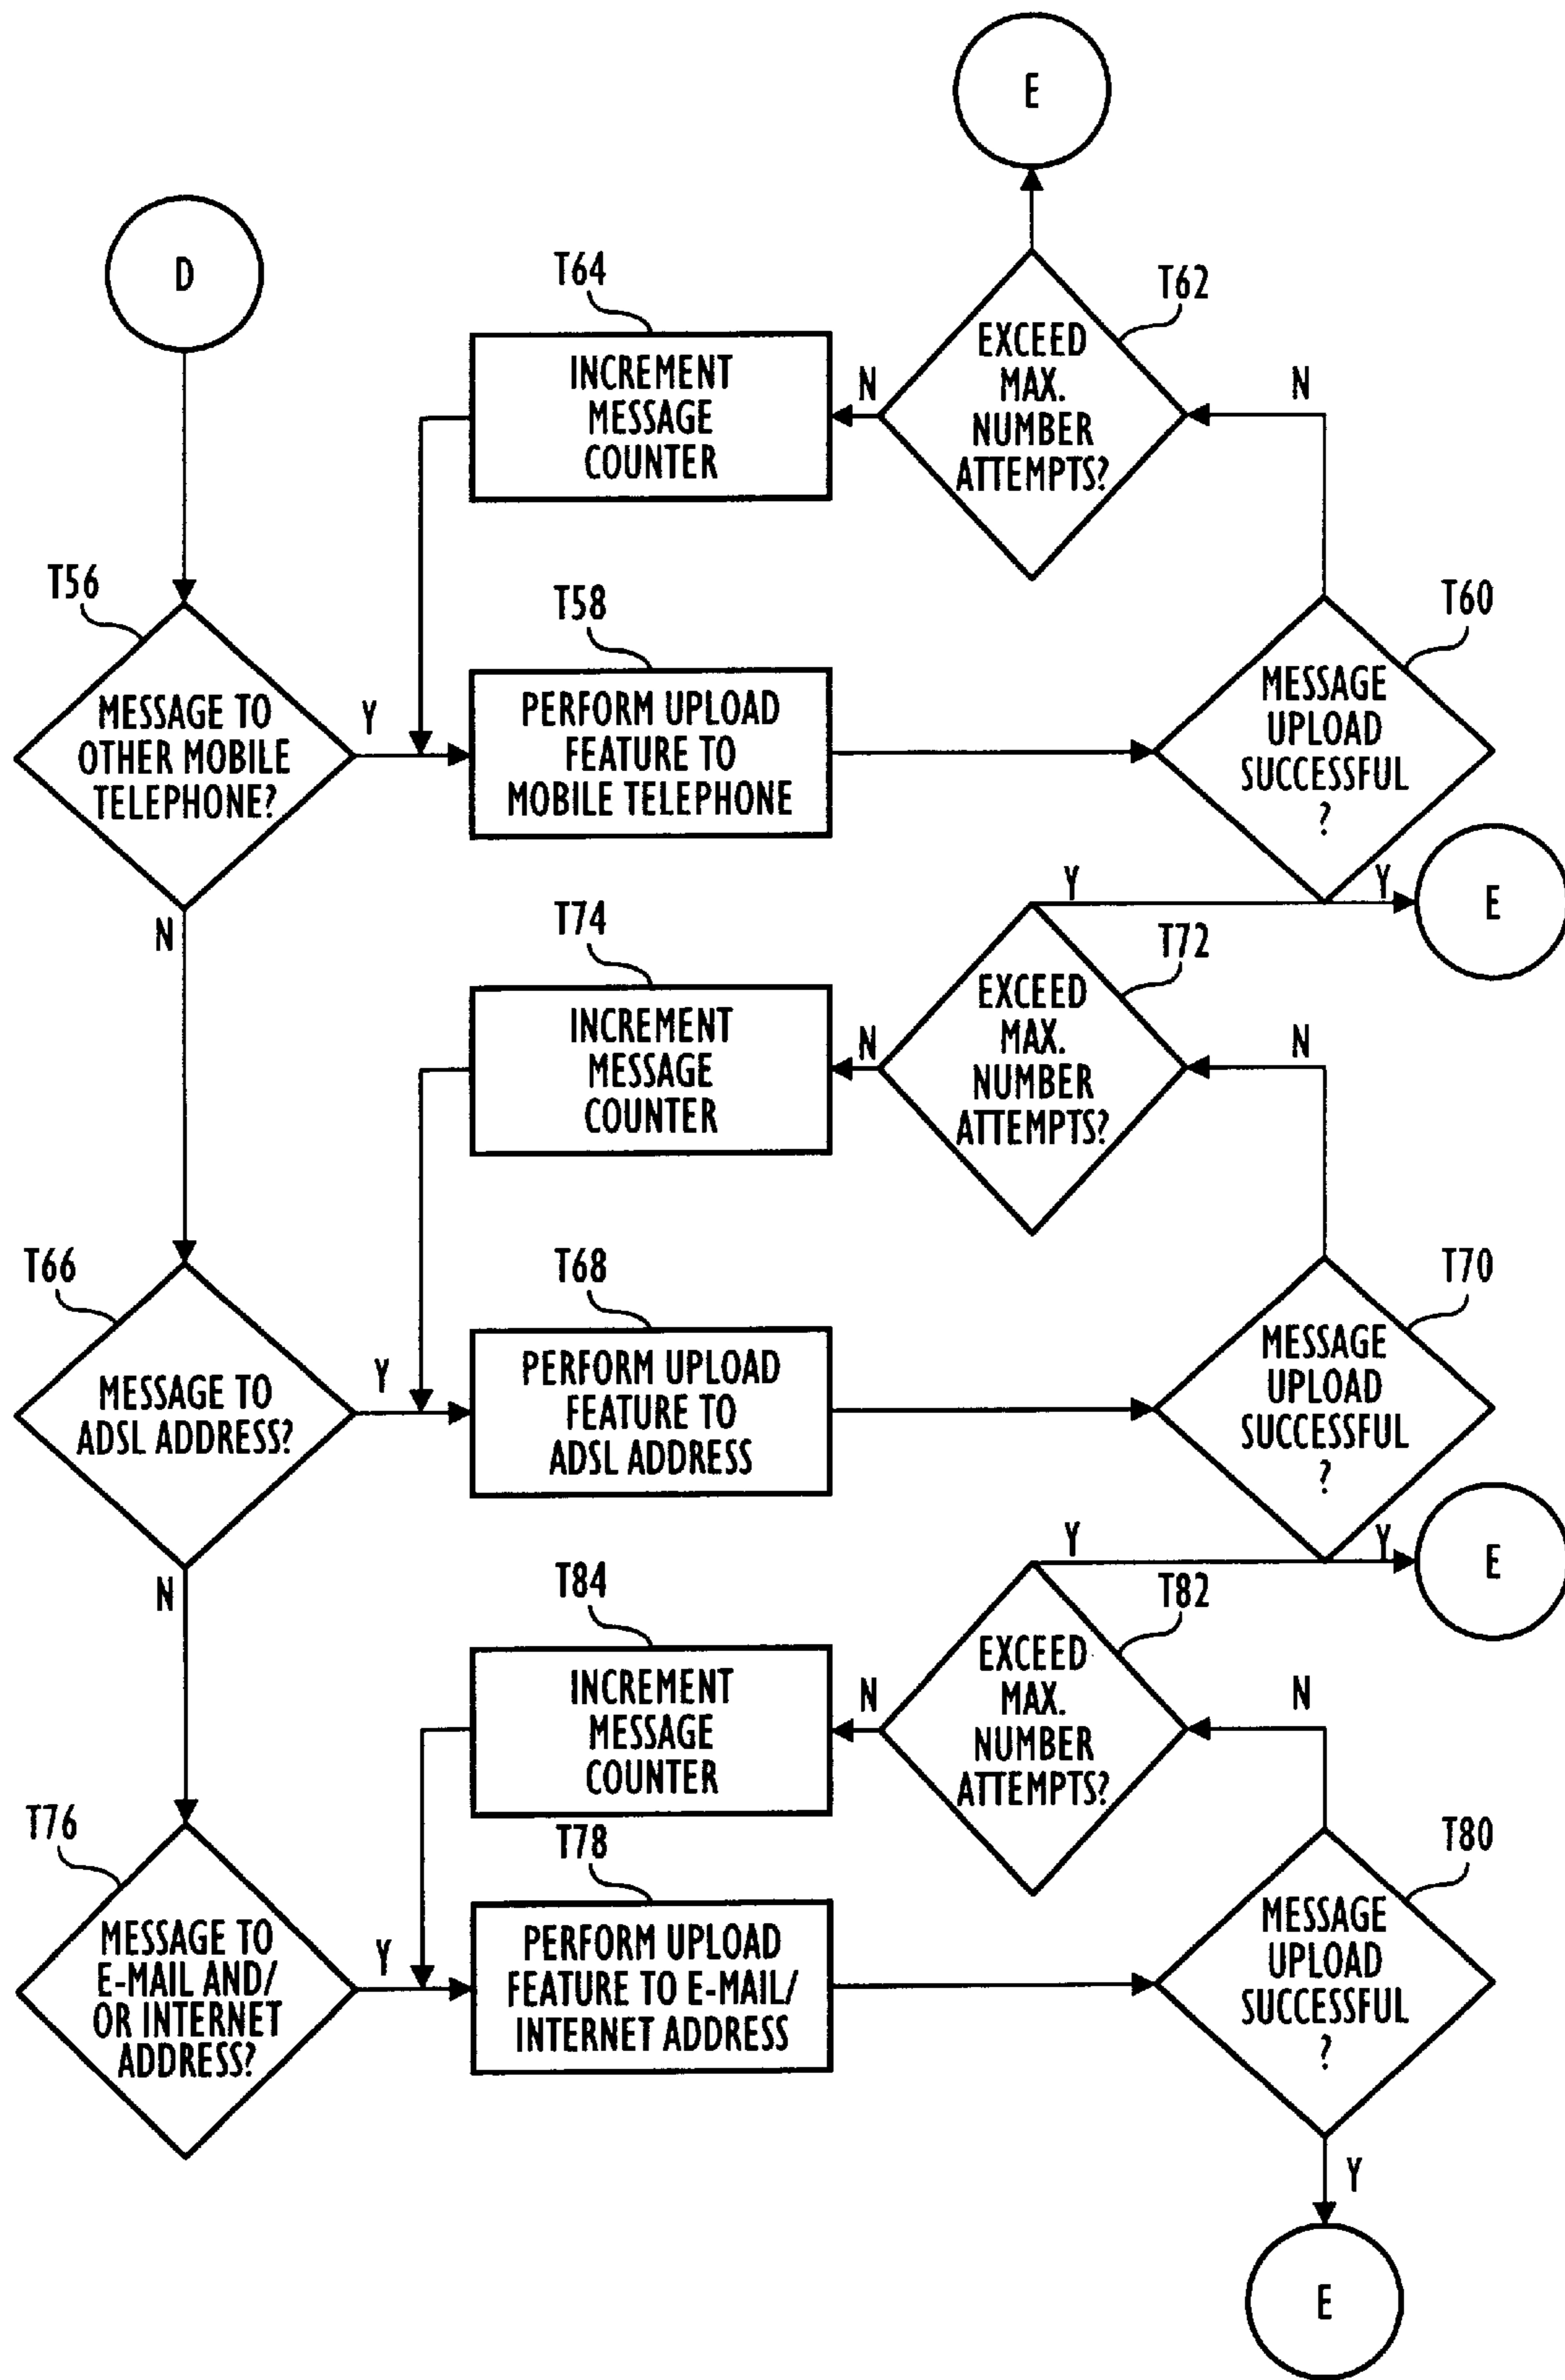 E
D
T64
T62
INCREMENT
MESSAGE
COUNTER
N
EXCEED
MAX.
NUMBER
ATTEMPTS?
N
T56
T58
T60
MESSAGE TO
OTHER MOBILE
TELEPHONE?
Y
PERFORM UPLOAD
FEATURE TO
MOBILE TELEPHONE
MESSAGE
UPLOAD
SUCCESSFUL
?
N
Y
Y
E
T74
T72
INCREMENT
MESSAGE
COUNTER
N
EXCEED
MAX.
NUMBER
ATTEMPTS?
N
T66
T68
T70
MESSAGE TO
ADSL ADDRESS?
Y
PERFORM UPLOAD
FEATURE TO
ADSL ADDRESS
MESSAGE
UPLOAD
SUCCESSFUL
?
N
Y
Y
E
T84
T82
INCREMENT
MESSAGE
COUNTER
N
EXCEED
MAX.
NUMBER
ATTEMPTS?
N
T76
T78
T80
MESSAGE TO
E-MAIL AND/
OR INTERNET
ADDRESS?
Y
PERFORM UPLOAD
FEATURE TO E-MAIL/
INTERNET ADDRESS
MESSAGE
UPLOAD
SUCCESSFUL
?
Y
E